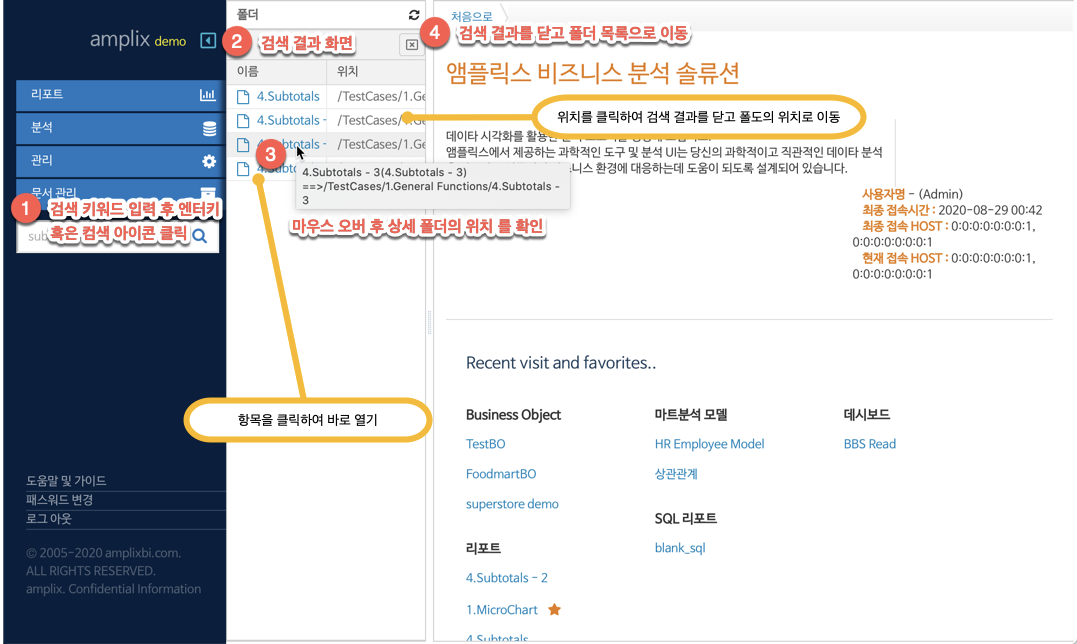 amplix demo
리포트
분석
관리
문서 관리
1 검색 키워드 입력 후 엔터키
혹은 컴색 아이콘 클릭
sub
도움말 및 가이드
패스워드 변경
로그 아웃
© 2005-2020 amplixbi.com.
ALL RIGHTS RESERVED.
amplix. Confidential Information
폴더
2 검색 결과 화면
이름 위치
4.Subtotals /TestCases/1.Ge
4.Subtotals - /TestCases/1.Ge
4.Subtotals - /TestCases/1.Ge
3
4.Subto
4.Subtotals - 3(4.Subtotals - 3)
==>/TestCases/1.General Functions/4.Subtotals -
3
마우스 오버 후 상세 폴더의 위치 를 확인
항목을 클릭하여 바로 열기
처음으로
4 검색 결과를 닫고 폴더 목록으로 이동
앰플릭스 비즈니스 분석 솔류션
위치를 클릭하여 검색 결과를 닫고 폴도의 위치로 이동
데이타 시각화를 활용한
앰플릭스에서 제공하는 과학적인 도구 및 분석 UI는 당신의 과학적이고 직관적인 데이타 분석
니스 환경에 대응하는데 도움이 되도록 설계되어 있습니다.
사용자명 - (Admin)
최종 접속시간 : 2020-08-29 00:42
최종 접속 HOST : 0:0:0:0:0:0:1,
0:0:0:0:0:0:0:1
현재 접속 HOST : 0:0:0:0:0:0:1,
0:0:0:0:0:0:0:1
Recent visit and favorites..
Business Object
TestBO
FoodmartBO
superstore demo
리포트
4.Subtotals - 2
1.MicroChart
4.Subtotals
마트분석 모델
HR Employee Model
상관관계
SQL 리포트
blank_sql
데시보드
BBS Read